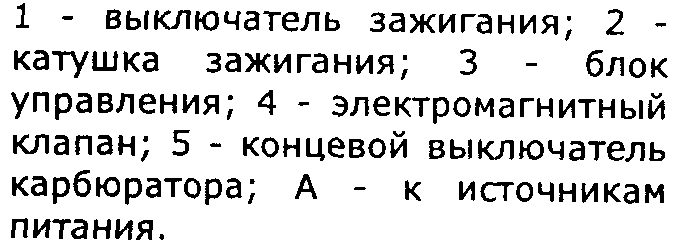 1 - выключатель зажигания; 2 -
катушка зажигания; 3 - блок
управления; 4 - электромагнитный
клапан; 5 - концевой выключатель
карбюратора; А - к источникам
питания.